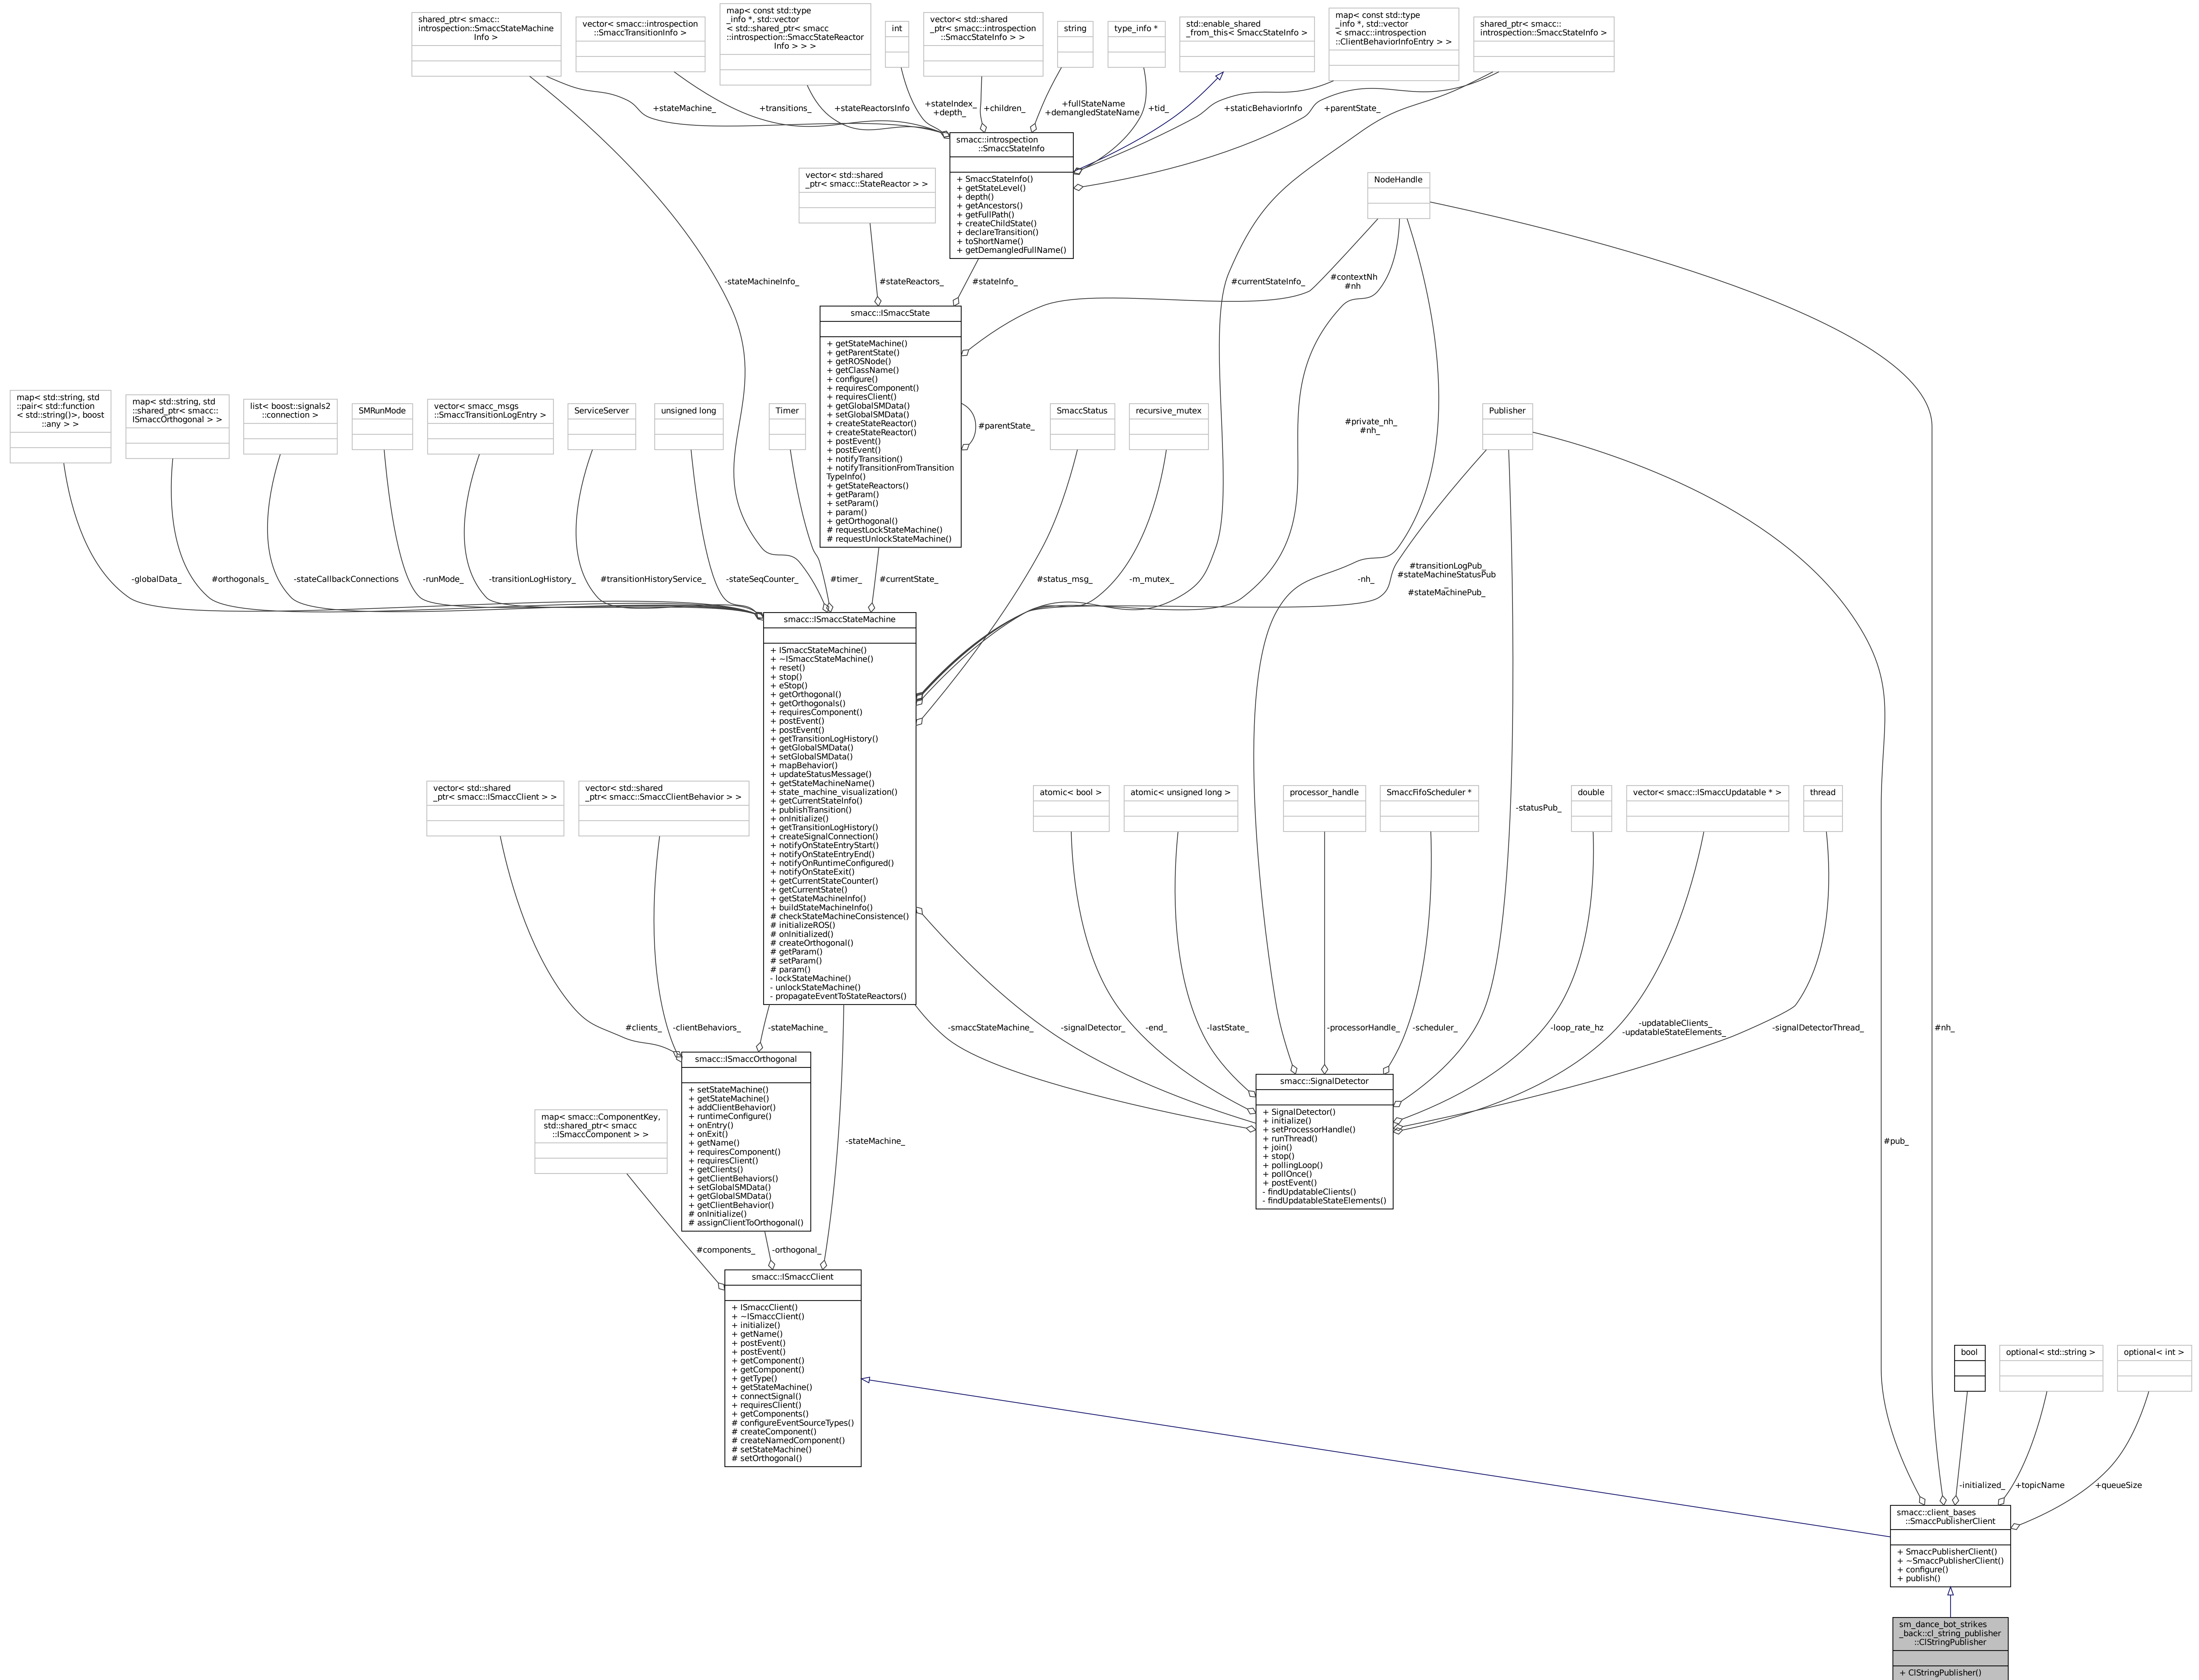 shared_ptr< smacc::
introspection::SmaccStateMachine
Info >
vector< smacc::introspection
::SmaccTransitionInfo >
map< const std::type
_info *, std::vector
< std::shared_ptr< smacc
::introspection::SmaccStateReactor
Info > > >
int
vector< std::shared
_ptr< smacc::introspection
::SmaccStateInfo > >
string
type_info *
std::enable_shared
_from_this< SmaccStateInfo >
map< const std::type
_info *, std::vector
< smacc::introspection
::ClientBehaviorInfoEntry > >
shared_ptr< smacc::
introspection::SmaccStateInfo >
+stateMachine_
+transitions_
+stateReactorsInfo
+stateIndex_
+depth_
+children_
+fullStateName
+demangledStateName
+tid_
+staticBehaviorInfo
+parentState_
smacc::introspection
::SmaccStateInfo
+ SmaccStateInfo()
+ getStateLevel()
+ depth()
+ getAncestors()
+ getFullPath()
+ createChildState()
+ declareTransition()
+ toShortName()
+ getDemangledFullName()
vector< std::shared
_ptr< smacc::StateReactor > >
NodeHandle
-stateMachineInfo_
#stateReactors_
#stateInfo_
#currentStateInfo_
#contextNh
#nh
smacc::ISmaccState
+ getStateMachine()
+ getParentState()
+ getROSNode()
+ getClassName()
+ configure()
+ requiresComponent()
+ requiresClient()
+ getGlobalSMData()
+ setGlobalSMData()
+ createStateReactor()
+ createStateReactor()
+ postEvent()
+ postEvent()
+ notifyTransition()
+ notifyTransitionFromTransition
TypeInfo()
+ getStateReactors()
+ getParam()
+ setParam()
+ param()
+ getOrthogonal()
# requestLockStateMachine()
# requestUnlockStateMachine()
#parentState_
map< std::string, std
::pair< std::function
< std::string()>, boost
::any > >
map< std::string, std
::shared_ptr< smacc::
ISmaccOrthogonal > >
list< boost::signals2
::connection >
SMRunMode
vector< smacc_msgs
::SmaccTransitionLogEntry >
ServiceServer
unsigned long
Timer
SmaccStatus
recursive_mutex
#private_nh_
#nh_
Publisher
-globalData_
#orthogonals_
-stateCallbackConnections
-runMode_
-transitionLogHistory_
#transitionHistoryService_
-stateSeqCounter_
#timer_
#currentState_
#status_msg_
-m_mutex_
-nh_
#transitionLogPub_
#stateMachineStatusPub
_
#stateMachinePub_
smacc::ISmaccStateMachine
+ ISmaccStateMachine()
+ ~ISmaccStateMachine()
+ reset()
+ stop()
+ eStop()
+ getOrthogonal()
+ getOrthogonals()
+ requiresComponent()
+ postEvent()
+ postEvent()
+ getTransitionLogHistory()
+ getGlobalSMData()
+ setGlobalSMData()
+ mapBehavior()
+ updateStatusMessage()
+ getStateMachineName()
+ state_machine_visualization()
+ getCurrentStateInfo()
+ publishTransition()
+ onInitialize()
+ getTransitionLogHistory()
+ createSignalConnection()
+ notifyOnStateEntryStart()
+ notifyOnStateEntryEnd()
+ notifyOnRuntimeConfigured()
+ notifyOnStateExit()
+ getCurrentStateCounter()
+ getCurrentState()
+ getStateMachineInfo()
+ buildStateMachineInfo()
# checkStateMachineConsistence()
# initializeROS()
# onInitialized()
# createOrthogonal()
# getParam()
# setParam()
# param()
- lockStateMachine()
- unlockStateMachine()
- propagateEventToStateReactors()
vector< std::shared
_ptr< smacc::ISmaccClient > >
vector< std::shared
_ptr< smacc::SmaccClientBehavior > >
atomic< bool >
atomic< unsigned long >
processor_handle
SmaccFifoScheduler *
-statusPub_
double
vector< smacc::ISmaccUpdatable * >
thread
#clients_
-clientBehaviors_
-stateMachine_
-smaccStateMachine_
-signalDetector_
-end_
-lastState_
-processorHandle_
-scheduler_
-loop_rate_hz
-updatableClients_
-updatableStateElements_
-signalDetectorThread_
#nh_
smacc::ISmaccOrthogonal
+ setStateMachine()
+ getStateMachine()
+ addClientBehavior()
+ runtimeConfigure()
+ onEntry()
+ onExit()
+ getName()
+ requiresComponent()
+ requiresClient()
+ getClients()
+ getClientBehaviors()
+ setGlobalSMData()
+ getGlobalSMData()
+ getClientBehavior()
# onInitialize()
# assignClientToOrthogonal()
smacc::SignalDetector
+ SignalDetector()
+ initialize()
+ setProcessorHandle()
+ runThread()
+ join()
+ stop()
+ pollingLoop()
+ pollOnce()
+ postEvent()
- findUpdatableClients()
- findUpdatableStateElements()
map< smacc::ComponentKey,
std::shared_ptr< smacc
::ISmaccComponent > >
-stateMachine_
#pub_
#components_
-orthogonal_
smacc::ISmaccClient
+ ISmaccClient()
+ ~ISmaccClient()
+ initialize()
+ getName()
+ postEvent()
+ postEvent()
+ getComponent()
+ getComponent()
+ getType()
+ getStateMachine()
+ connectSignal()
+ requiresClient()
+ getComponents()
# configureEventSourceTypes()
# createComponent()
# createNamedComponent()
# setStateMachine()
# setOrthogonal()
bool
optional< std::string >
optional< int >
-initialized_
+topicName
+queueSize
smacc::client_bases
::SmaccPublisherClient
+ SmaccPublisherClient()
+ ~SmaccPublisherClient()
+ configure()
+ publish()
sm_dance_bot_strikes
_back::cl_string_publisher
::ClStringPublisher
+ ClStringPublisher()